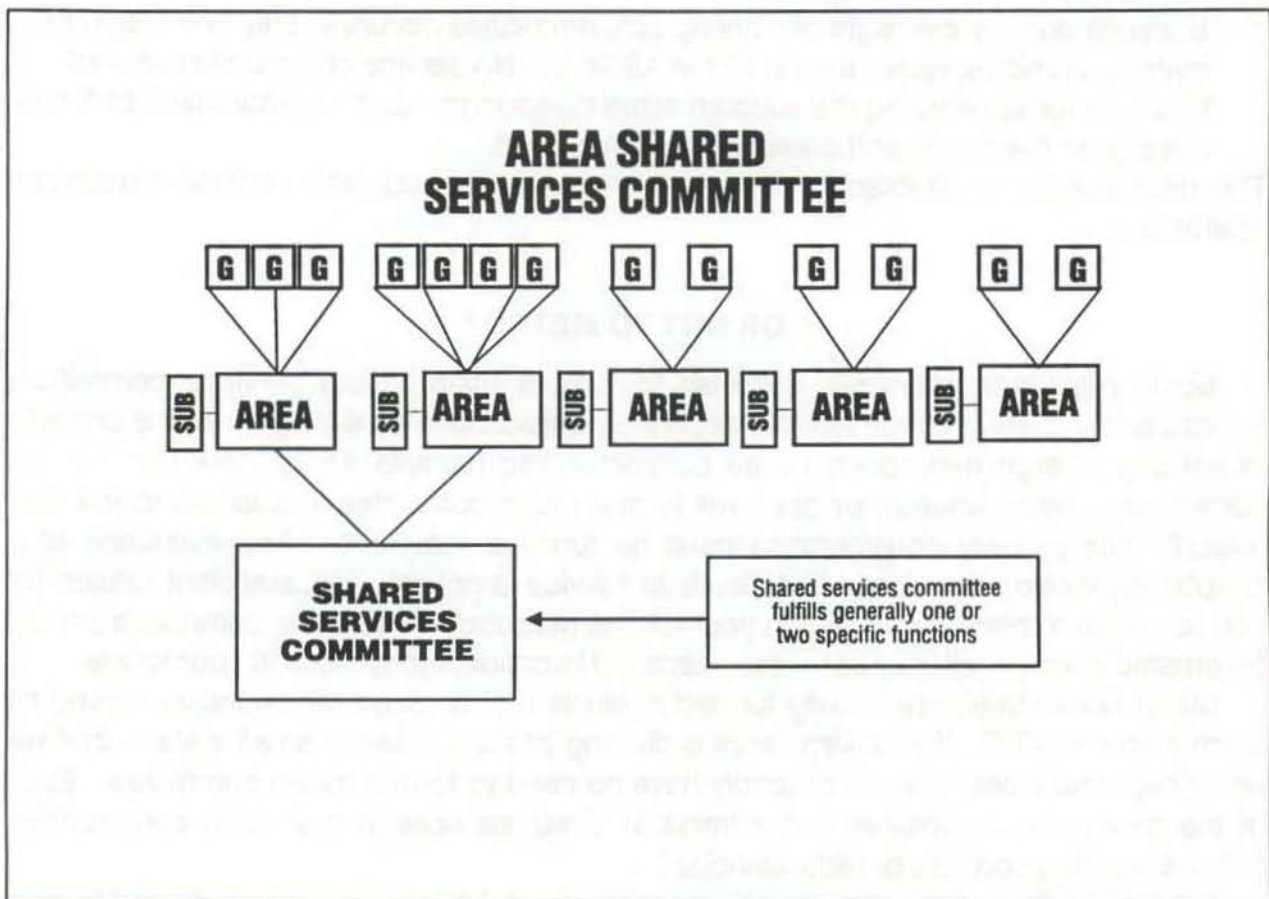 AREA SHARED
SERVICES COMMITTEE
G G G G G G G G G G G G G
SUB AREA SUB AREA SUB AREA SUB AREA SUB AREA
SHARED
SERVICES
COMMITTEE
Shared services committee
fulfills generally one or
two specific functions